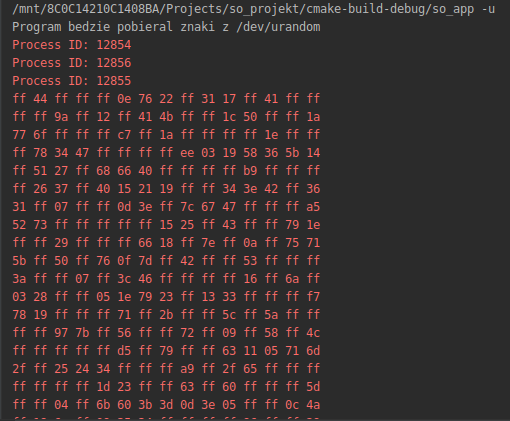 /mnt/8C0C14210C1408BA/Projects/so_projekt/cmake-build-debug/so_app -u
Program bedzie pobieral znaki z /dev/urandom
Process ID: 12854
Process ID: 12856
Process ID: 12855
ff 44 ff ff ff 0e 76 22 ff 31 17 ff 41 ff ff
ff ff 9a ff 12 ff 41 4b ff ff 1c 50 ff ff 1a
77 6f ff ff ff c7 ff 1a ff ff ff ff 1e ff ff
ff 78 34 47 ff ff ff ff ee 03 19 58 36 5b 14
ff 51 27 ff 68 66 40 ff ff ff ff b9 ff ff ff
ff 26 37 ff 40 15 21 19 ff ff 34 3e 42 ff 36
31 ff 07 ff ff 0d 3e ff 7c 67 47 ff ff ff a5
52 73 ff ff ff ff ff 15 25 ff 43 ff ff 79 1e
ff ff 29 ff ff ff 66 18 ff 7e ff 0a ff 75 71
5b ff 50 ff 76 0f 7d ff 42 ff ff 53 ff ff ff
3a ff ff 07 ff 3c 46 ff ff ff ff 16 ff 6a ff
03 28 ff ff 05 1e 79 23 ff 13 33 ff ff ff f7
78 19 ff ff ff 71 ff 2b ff ff 5c ff 5a ff ff
ff ff 97 7b ff 56 ff ff 72 09 ff 58 ff 4c
ff ff ff ff ff d5 ff 79 ff ff 63 11 05 71 6d
2f ff 25 24 34 ff ff ff a9 ff 2f 65 ff ff ff
ff ff ff ff 1d 23 ff ff 63 ff 60 ff ff ff 5d
ff ff 04 ff 6b 60 3b 3d 0d 3e 05 ff ff 0c 4a